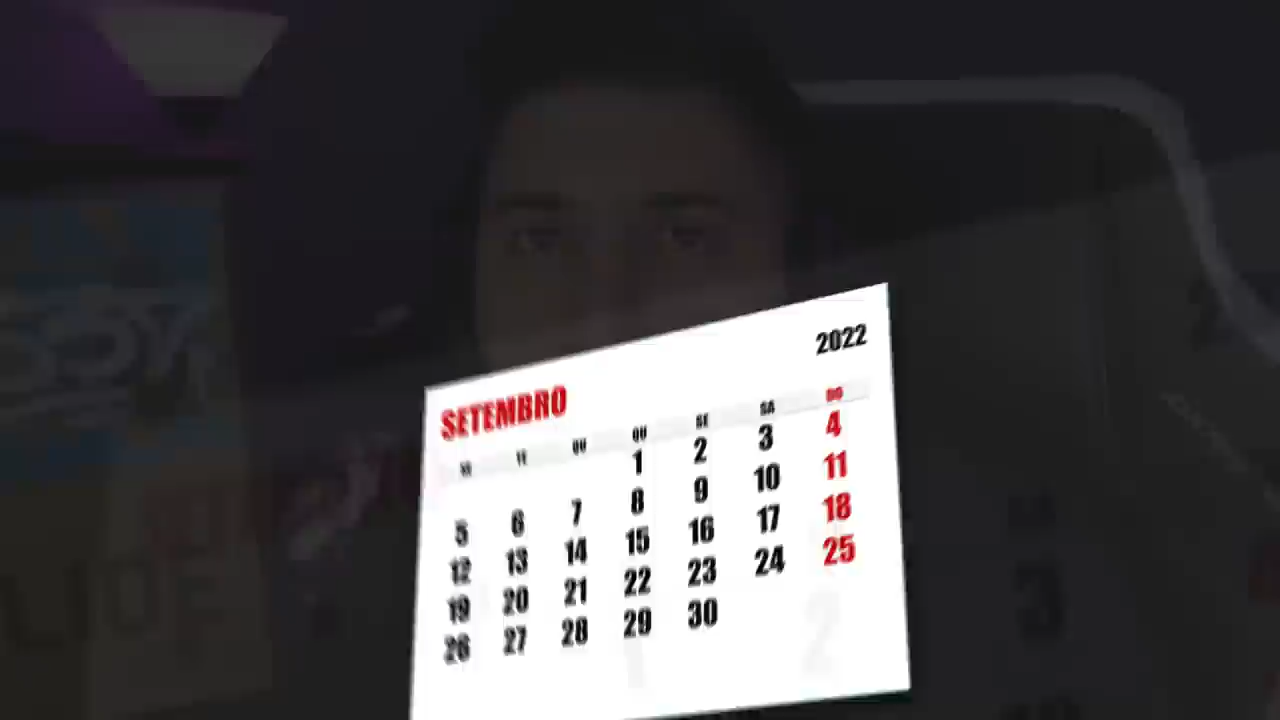 2022
SETEMBRO
SE TE QU QU SE SA DO
1 2 3 4
5 6 7 8 9 10 11
12 13 14 15 16 17 18
19 20 21 22 23 24 25
26 27 28 29 30
3
2